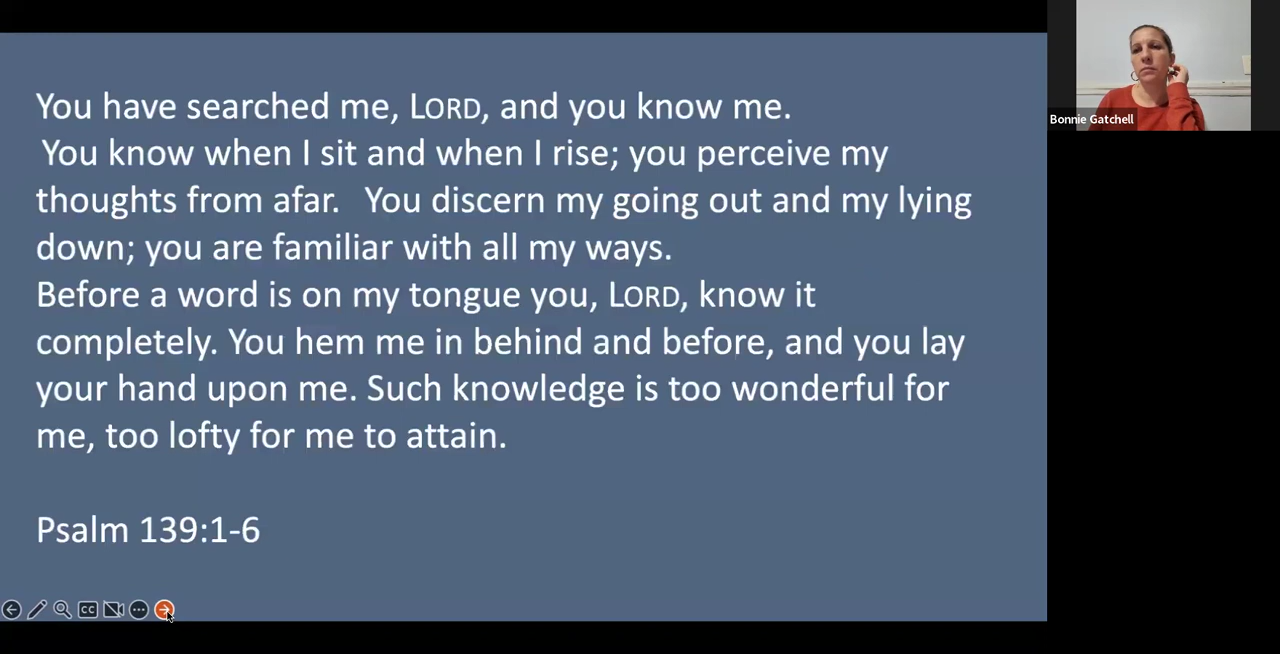 You have searched me, LORD, and you know me.
You know when I sit and when I rise; you perceive my
thoughts from afar. You discern my going out and my lying
down; you are familiar with all my ways.
Before a word is on my tongue you, LORD, know it
completely. You hem me in behind and before, and you lay
your hand upon me. Such knowledge is too wonderful for
me, too lofty for me to attain.
Psalm 139:1-6
CC
Bonnie Gatchell